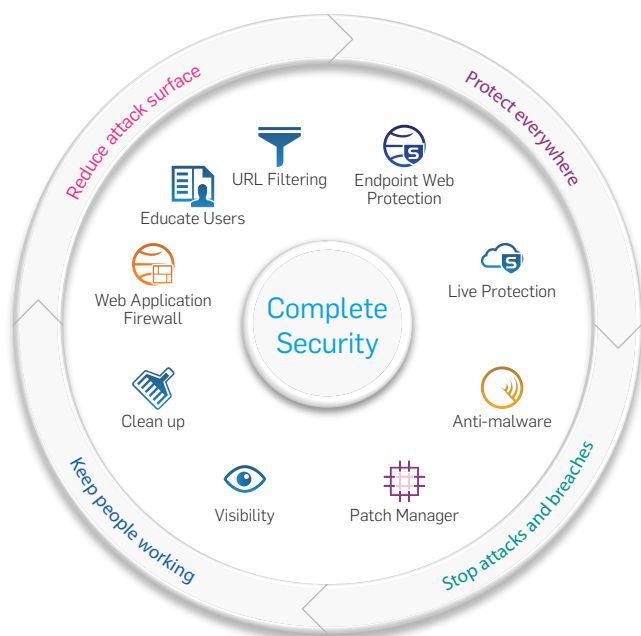 Reduce attack surface
Protect everywhere
URL Filtering
Endpoint Web
Protection
Educate Users
Live Protection
Web Application
Firewall
Complete
Security
Clean up
Anti-malware
Visibility
Patch Manager
Keep people working
Stop attacks and breaches